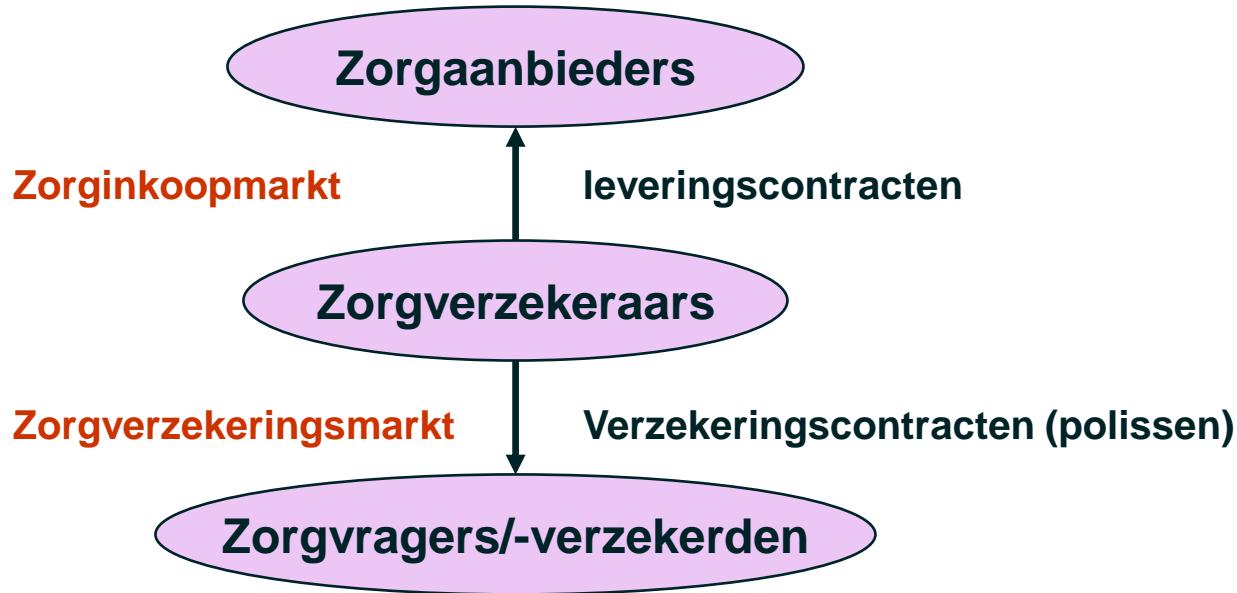 Zorgaanbieders
Zorginkoopmarkt leveringscontracten
Zorgverzekeraars
Zorgverzekeringsmarkt Verzekeringscontracten (polissen)
Zorgvragers/-verzekerden